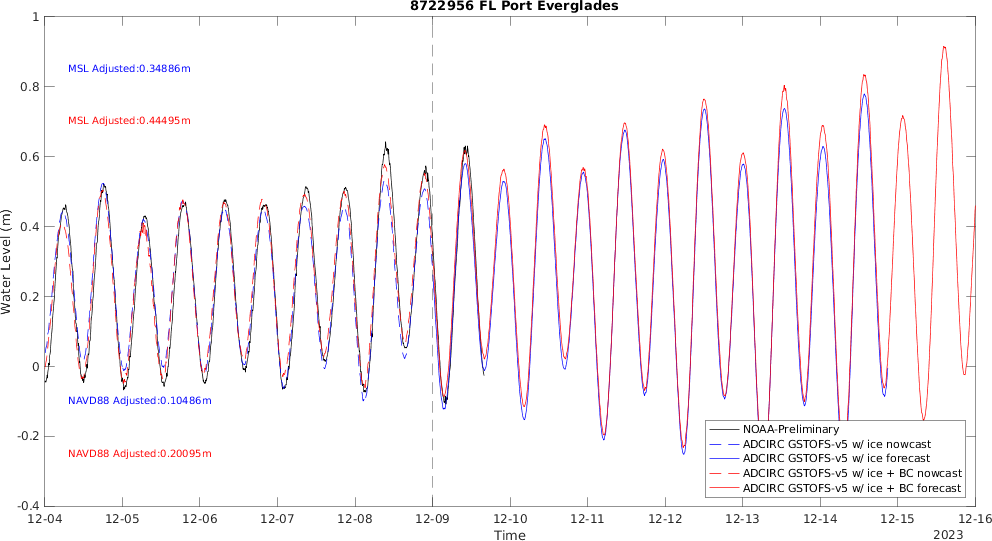 8722956 FL Port Everglades
1
0.8
0.6
0.4
0.2
0
-0.2
-0.4
Water Level (m)
MSL Adjusted:0.34886m
MSL Adjusted:0.44495m
NAVD88 Adjusted:0.10486m
NAVD88 Adjusted:0.20095m
NOAA-Preliminary
ADCIRC GSTOFS-v5 w/ ice nowcast
ADCIRC GSTOFS-v5 w/ ice forecast
ADCIRC GSTOFS-v5 w/ ice + BC nowcast
ADCIRC GSTOFS-v5 w/ ice + BC forecast
12-04 12-05 12-06 12-07 12-08 12-09 12-10 12-11 12-12 12-13 12-14 12-15 12-16
Time
2023